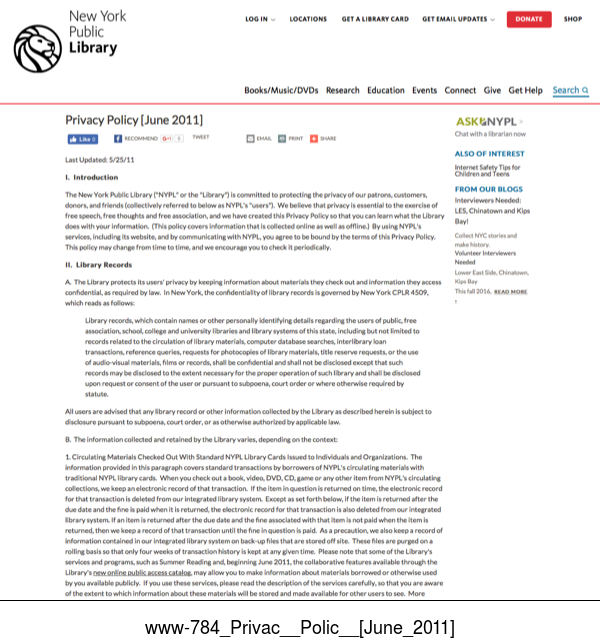 New York
Public
Library
LOG IN
LOCATIONS
GET A LIBRARY CARD
GET EMAIL UPDATES
DONATE
SHOP
Books/Music/DVDs Research Education Events Connect Give Get Help Search
Privacy Policy [June 2011]
Like 0
RECOMMEND
G+1 0
TWEET
EMAIL
PRINT
SHARE
Last Updated: 5/25/11
I. Introduction
The New York Public Library ("NYPL" or the "Library") is committed to protecting the privacy of our patrons, customers,
donors, and friends (collectively referred to below as NYPL's "users"). We believe that privacy is essential to the exercise of
free speech, free thoughts and free association, and we have created this Privacy Policy so that you can learn what the Library
does with your information. (This policy covers information that is collected online as well as offline.) By using NYPL's
services, including its website, and by communicating with NYPL, you agree to be bound by the terms of this Privacy Policy.
This policy may change from time to time, and we encourage you to check it periodically.
II. Library Records
A. The Library protects its users' privacy by keeping information about materials they check out and information they access
confidential, as required by law. In New York, the confidentiality of library records is governed by New York CPLR 4509,
which reads as follows:
Library records, which contain names or other personally identifying details regarding the users of public, free
association, school, college and university libraries and library systems of this state, including but not limited to
records related to the circulation of library materials, computer database searches, interlibrary loan
transactions, reference queries, requests for photocopies of library materials, title reserve requests, or the use
of audio-visual materials, films or records, shall be confidential and shall not be disclosed except that such
records may be disclosed to the extent necessary for the proper operation of such library and shall be disclosed
upon request or consent of the user or pursuant to subpoena, court order or where otherwise required by
statute.
All users are advised that any library record or other information collected by the Library as described herein is subject to
disclosure pursuant to subpoena, court order, or as otherwise authorized by applicable law.
B. The information collected and retained by the Library varies, depending on the context:
1. Circulating Materials Checked Out With Standard NYPL Library Cards Issued to Individuals and Organizations. The
information provided in this paragraph covers standard transactions by borrowers of NYPL's circulating materials with
traditional NYPL library cards. When you check out a book, video, DVD, CD, game or any other item from NYPL's circulating
collections, we keep an electronic record of that transaction. If the item in question is returned on time, the electronic record
for that transaction is deleted from our integrated library system. Except as set forth below, if the item is returned after the
due date and the fine is paid when it is returned, the electronic record for that transaction is also deleted from our integrated
library system. If an item is returned after the due date and the fine associated with that item is not paid when the item is
returned, then we keep a record of that transaction until the fine in question is paid. As a precaution, we also keep a record of
information contained in our integrated library system on back-up files that are stored off site. These files are purged on a
rolling basis so that only four weeks of transaction history is kept at any given time. Please note that some of the Library's
services and programs, such as Summer Reading and, beginning June 2011, the collaborative features available through the
Library's new online public access catalog, may allow you to make information about materials borrowed or otherwise used
by you available publicly. If you use these services, please read the description of the services carefully, so that you are aware
of the extent to which information about these materials will be stored and made available for other users to see. More
ASK NYPL
Chat with a librarian now
ALSO OF INTEREST
Internet Safety Tips for
Children and Teens
FROM OUR BLOGS
Interviewers Needed:
LES, Chinatown and Kips
Bay!
Collect NYC stories and
make history.
Volunteer Interviewers
Needed
Lower East Side, Chinatown,
Kips Bay
This fall 2016. READ MORE
www-784_Privac__Polic__[June_2011]